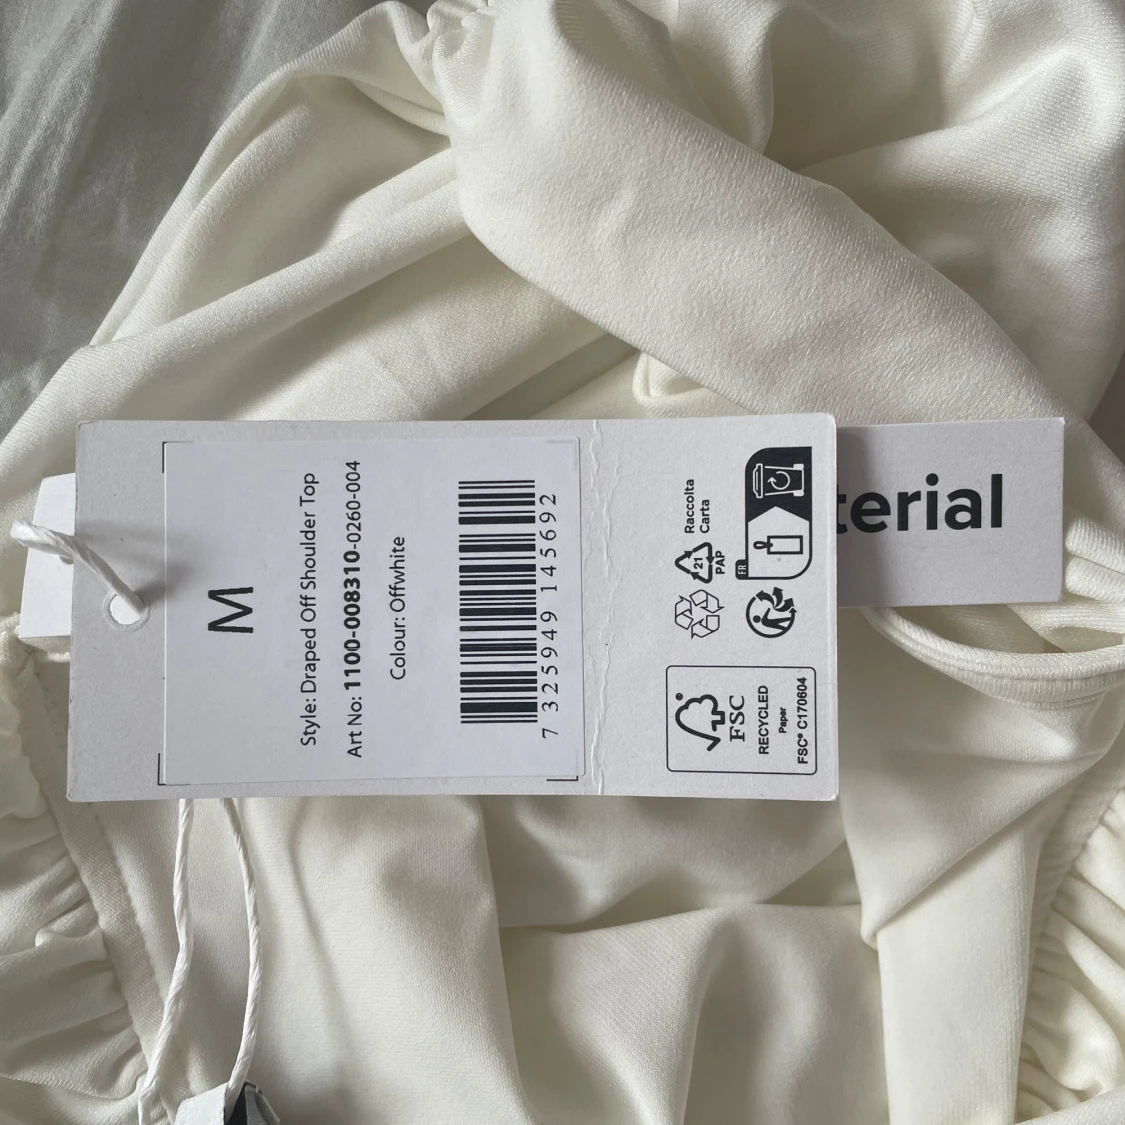 M
Style: Draped Off Shoulder Top
Art No: 1100-008310-0260-004
Colour: Offwhite
7 325949 145692
Raccolta
Carta
21
PAP
FR
FSC®
RECYCLED
Paper
FSC® C170604
terial